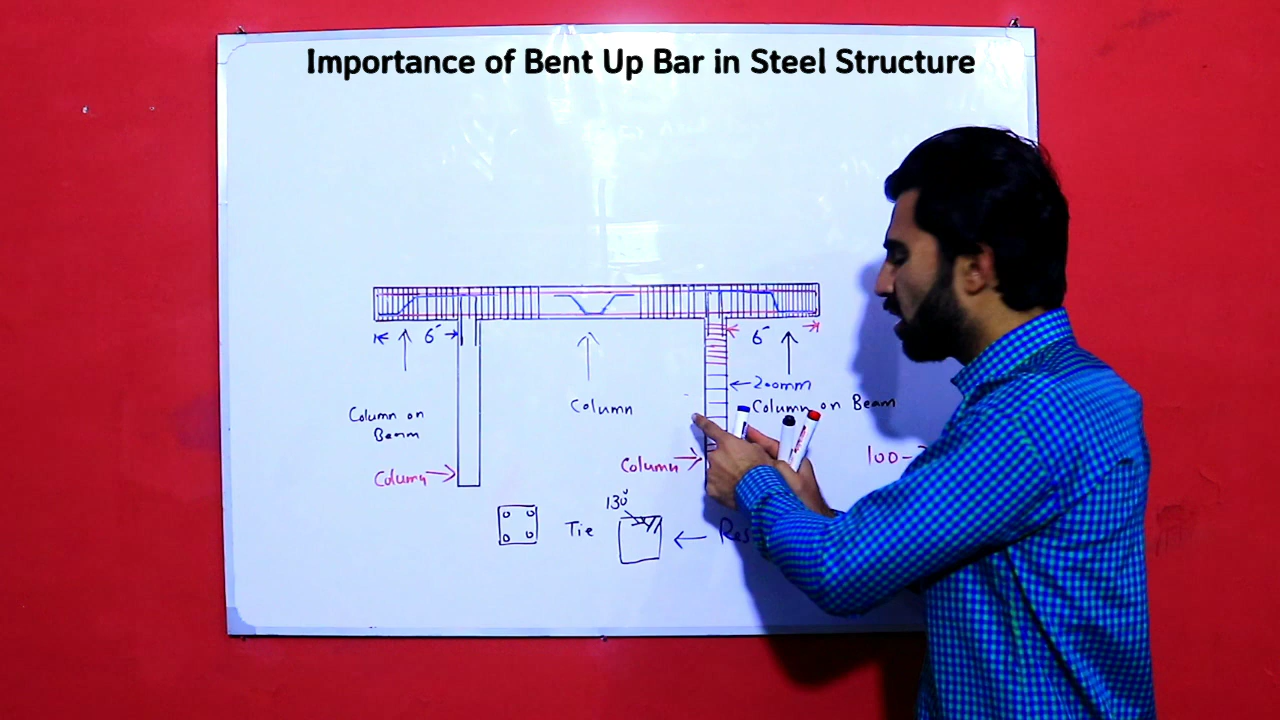 Importance of Bent Up Bar in Steel Structure
6'
6'
200mm
Column on
Beam
Column
Column on Beam
Column
Column
100-
130°
Tie